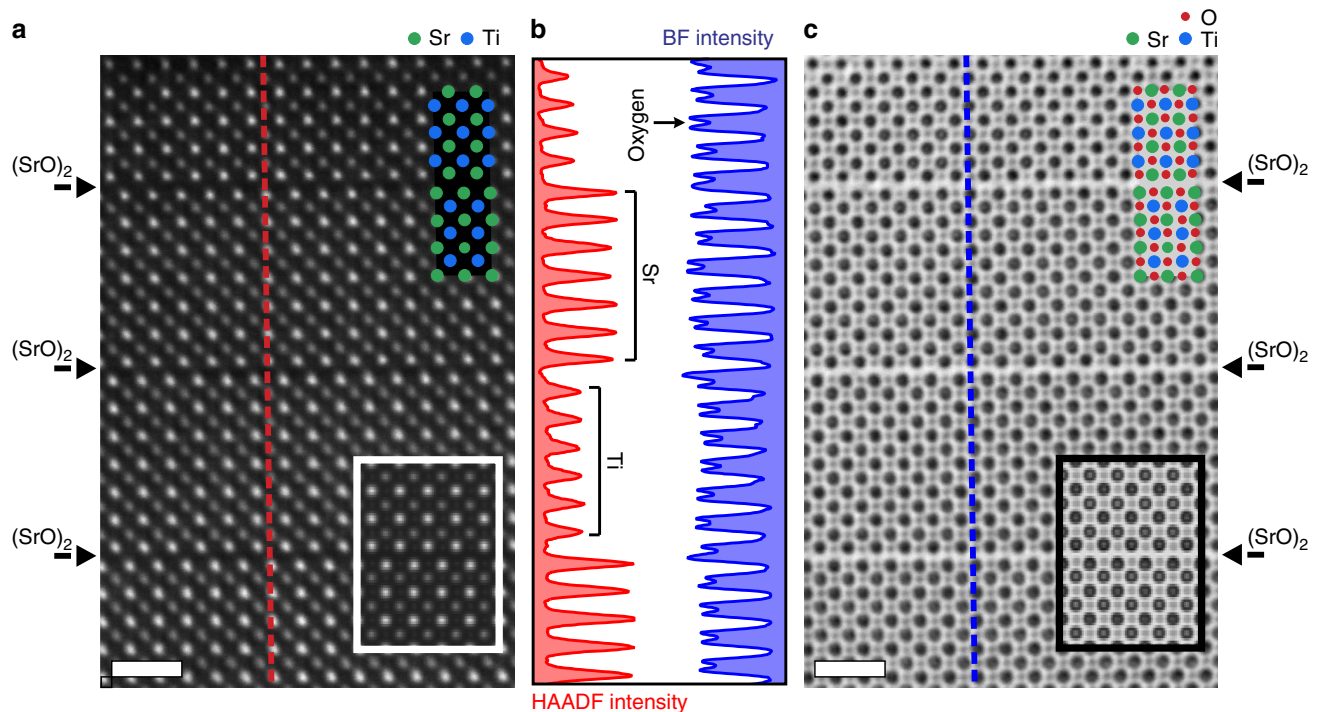 a
Sr Ti
b
BF intensity
c
O
Sr Ti
Oxygen
(SrO)2
(SrO)2
Sr
(SrO)2
(SrO)2
Ti
(SrO)2
(SrO)2
HAADF intensity